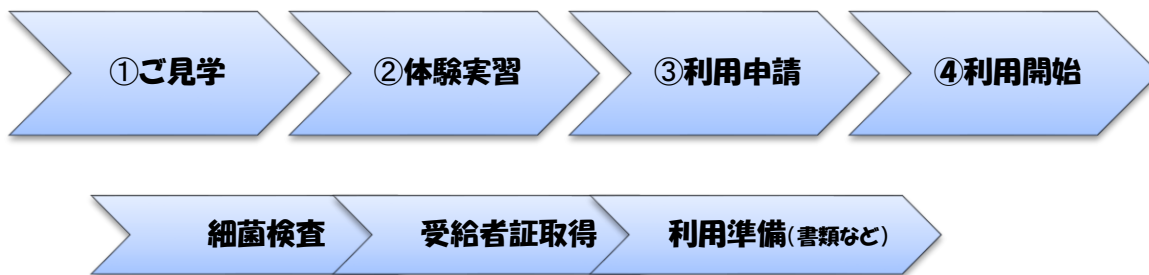 ①ご見学
②体験実習
③利用申請
④利用開始
細菌検査
受給者証取得
利用準備(書類など)